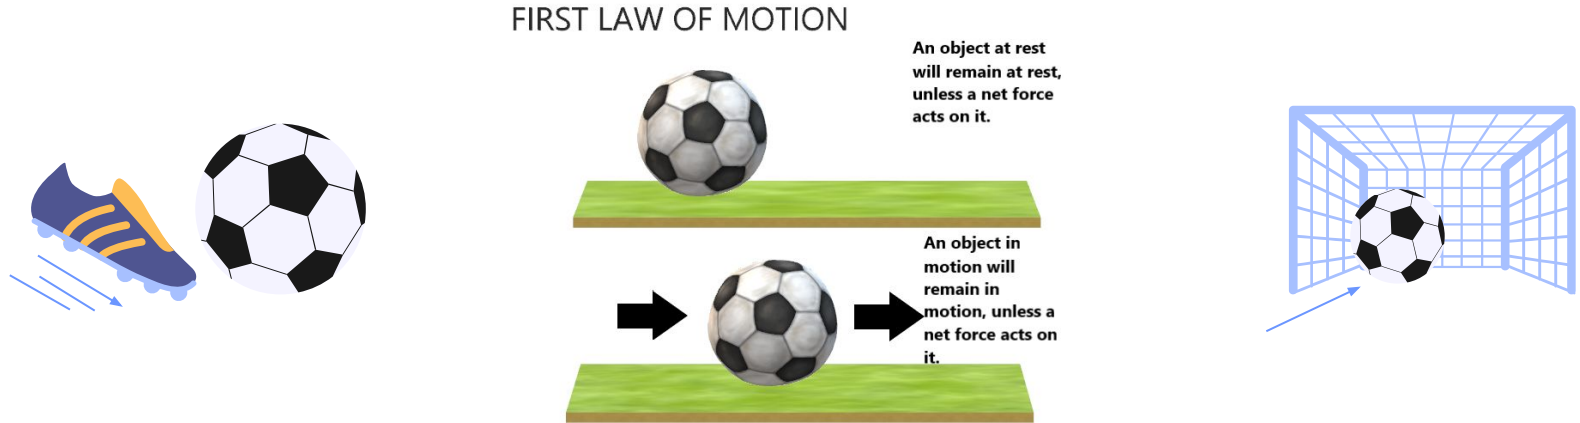 FIRST LAW OF MOTION
An object at rest
will remain at rest,
unless a net force
acts on it.
An object in
motion will
remain in
motion, unless a
net force acts on
it.